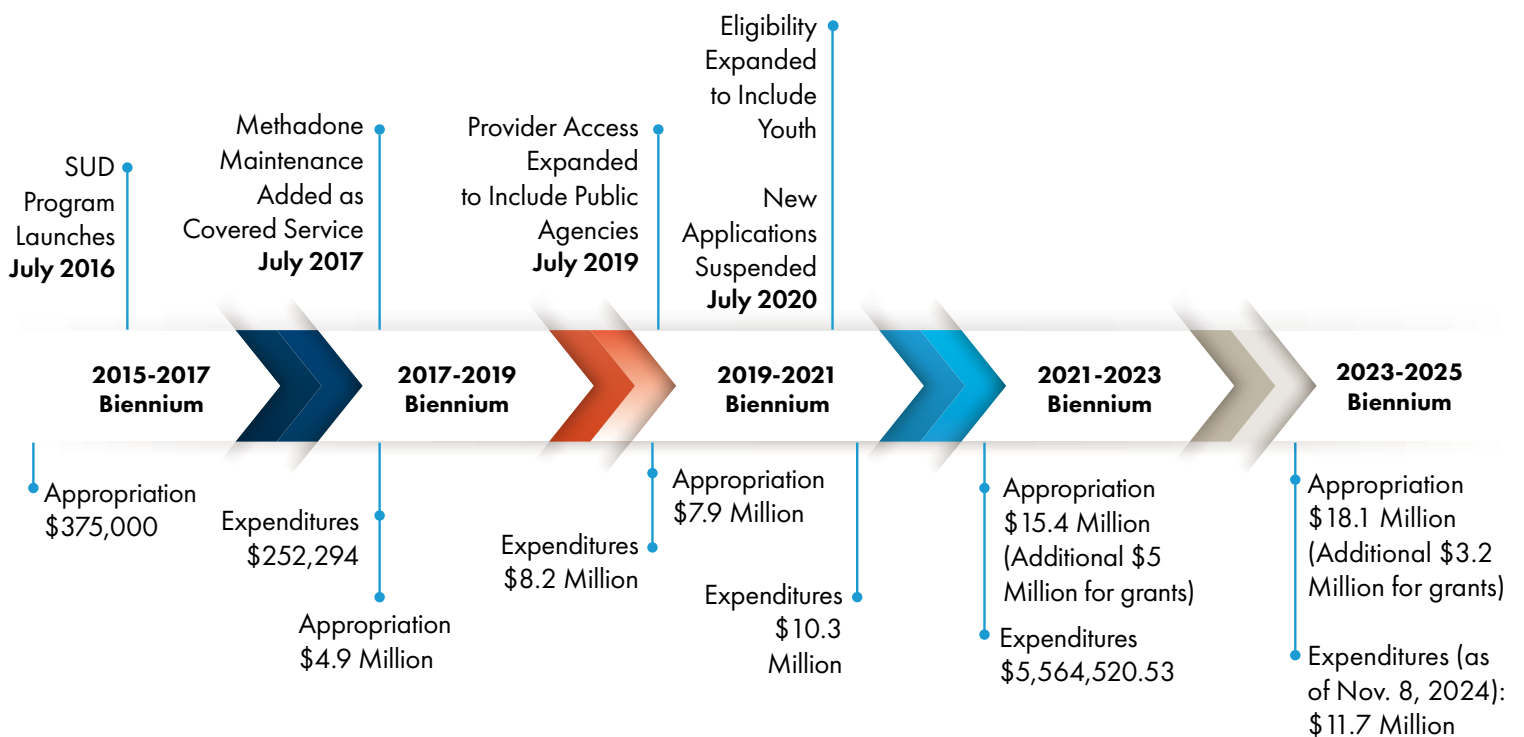 SUD
Program
Launches
July 2016
Methadone
Maintenance
Added as
Covered Service
July 2017
Provider Access
Expanded
to Include Public
Agencies
July 2019
Eligibility
Expanded
to Include
Youth
New
Applications
Suspended
July 2020
2015-2017
Biennium
2017-2019
Biennium
2019-2021
Biennium
2021-2023
Biennium
2023-2025
Biennium
Appropriation
$375,000
Expenditures
$252,294
Appropriation
$4.9 Million
Expenditures
$8.2 Million
Appropriation
$7.9 Million
Expenditures
$10.3
Million
Appropriation
$15.4 Million
(Additional $5
Million for grants)
Expenditures
$5,564,520.53
Appropriation
$18.1 Million
(Additional $3.2
Million for grants)
Expenditures (as
of Nov. 8, 2024):
$11.7 Million